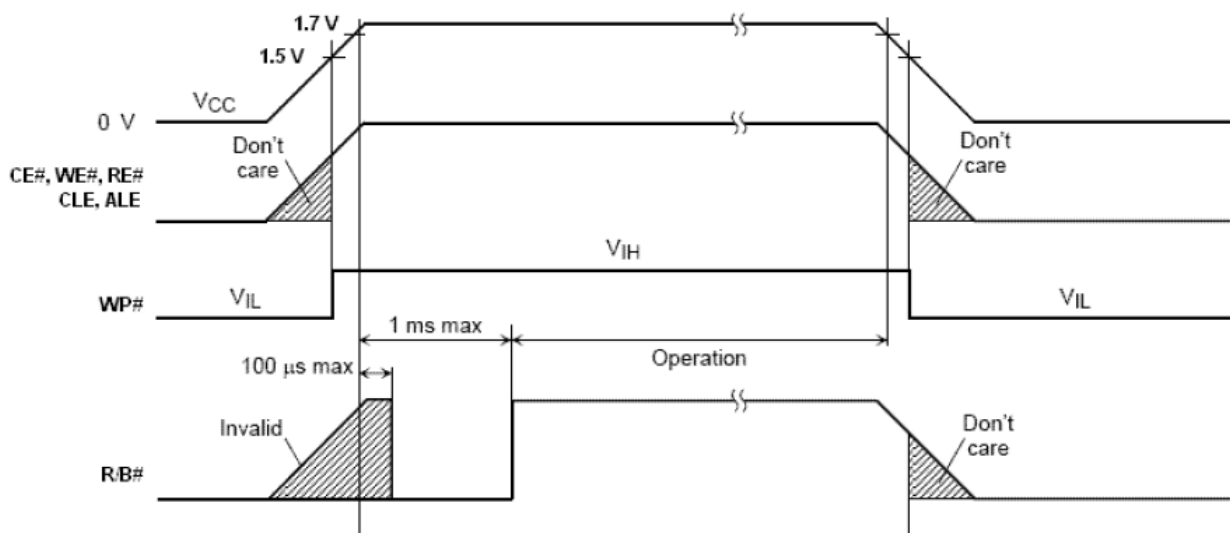 1.7 V
1.5 V
VCC
0 V
Don't
care
Don't
care
CE#, WE#, RE#
CLE, ALE
VIH
WP#
VIL
VIL
1 ms max
Operation
100 μs max
Invalid
Don't
care
R/B#